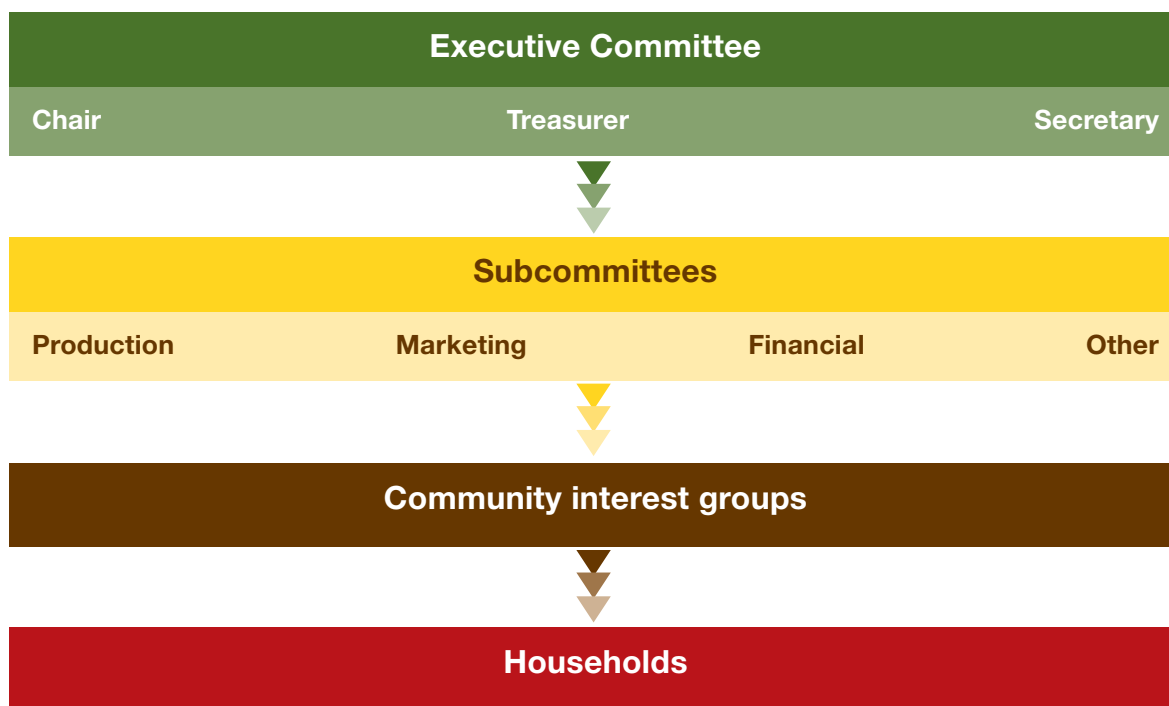 Executive Committee
Chair Treasurer Secretary
Subcommittees
Production Marketing Financial Other
Community interest groups
Households